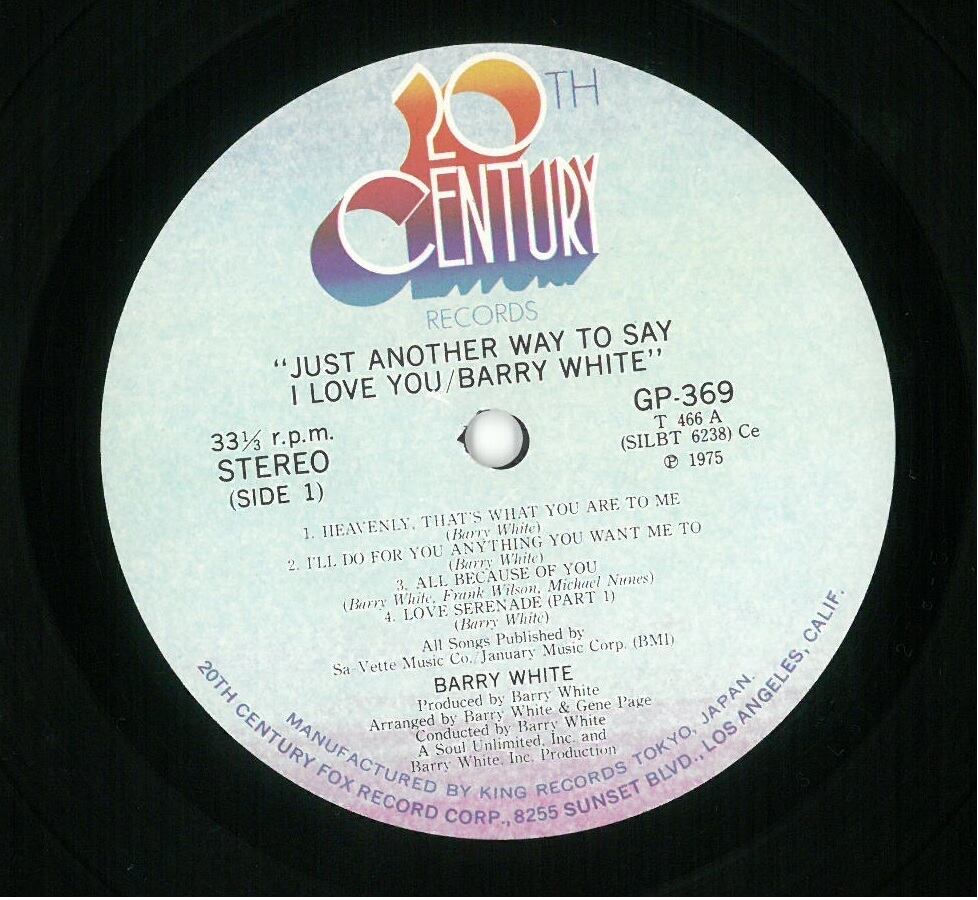 20TH
CENTURY
RECORDS
“JUST ANOTHER WAY TO SAY
I LOVE YOU/BARRY WHITE”
33⅓ r.p.m.
STEREO
(SIDE 1)
GP-369
T 466 A
(SILBT 6238) Ce
℗ 1975
1. HEAVENLY, THAT'S WHAT YOU ARE TO ME
(Barry White)
2. I'LL DO FOR YOU ANYTHING YOU WANT ME TO
(Barry White)
3. ALL BECAUSE OF YOU
(Barry White, Frank Wilson, Michael Nunes)
4. LOVE SERENADE (PART 1)
(Barry White)
All Songs Published by
Sa-Vette Music Co./January Music Corp. (BMI)
BARRY WHITE
Produced by Barry White
Arranged by Barry White & Gene Page
Conducted by Barry White
A Soul Unlimited, Inc. and
Barry White, Inc. Production
MANUFACTURED BY KING RECORDS TOKYO, JAPAN.
20TH CENTURY FOX RECORD CORP., 8255 SUNSET BLVD., LOS ANGELES, CALIF.